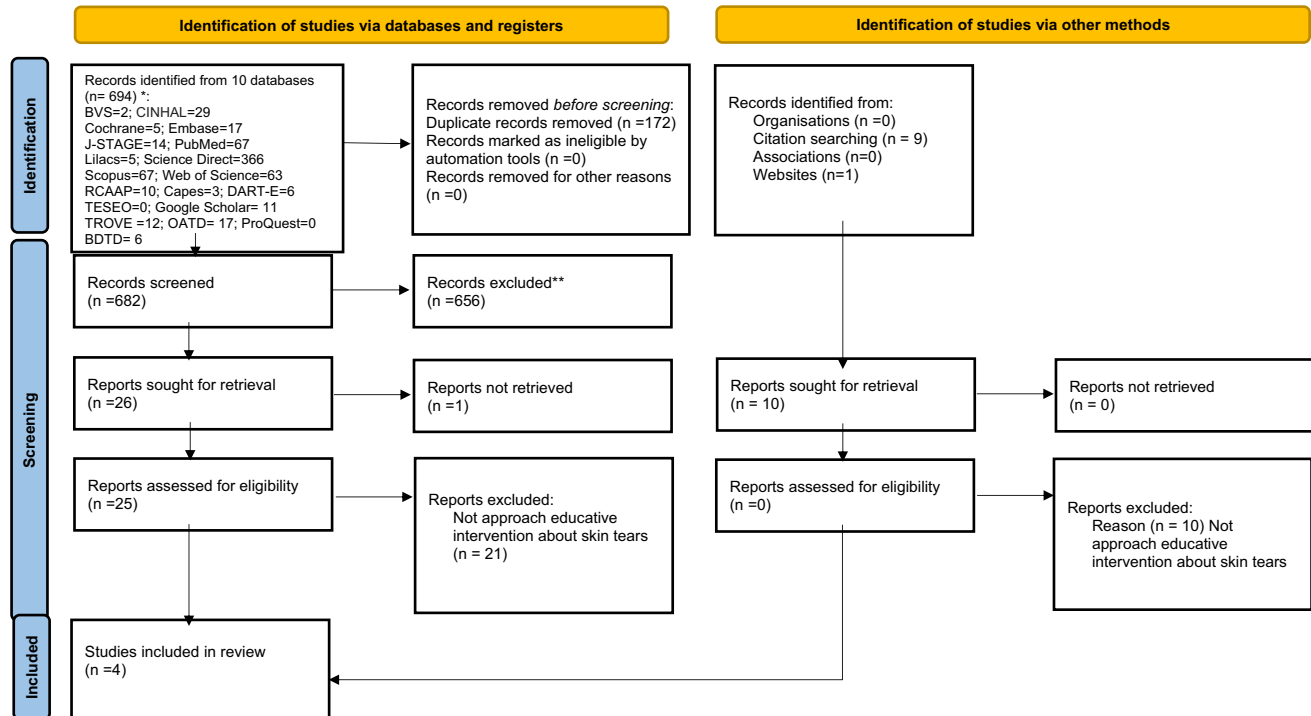 Identification of studies via databases and registers
Identification of studies via other methods
Identification
Records identified from 10 databases
(n= 694) *:
BVS=2; CINHAL=29
Cochrane=5; Embase=17
J-STAGE=14; PubMed=67
Lilacs=5; Science Direct=366
Scopus=67; Web of Science=63
RCAAP=10; Capes=3; DART-E=6
TESEO=0; Google Scholar= 11
TROVE =12; OATD= 17; ProQuest=0
BDTD= 6
Records removed before screening:
Duplicate records removed (n =172)
Records marked as ineligible by
automation tools (n =0)
Records removed for other reasons
(n =0)
Records identified from:
Organisations (n =0)
Citation searching (n = 9)
Associations (n=0)
Websites (n=1)
Screening
Records screened
(n =682)
Records excluded**
(n =656)
Reports sought for retrieval
(n =26)
Reports not retrieved
(n =1)
Reports sought for retrieval
(n = 10)
Reports not retrieved
(n = 0)
Reports assessed for eligibility
(n =25)
Reports excluded:
Not approach educative
intervention about skin tears
(n = 21)
Reports assessed for eligibility
(n =0)
Reports excluded:
Reason (n = 10) Not
approach educative
intervention about skin tears
Included
Studies included in review
(n =4)